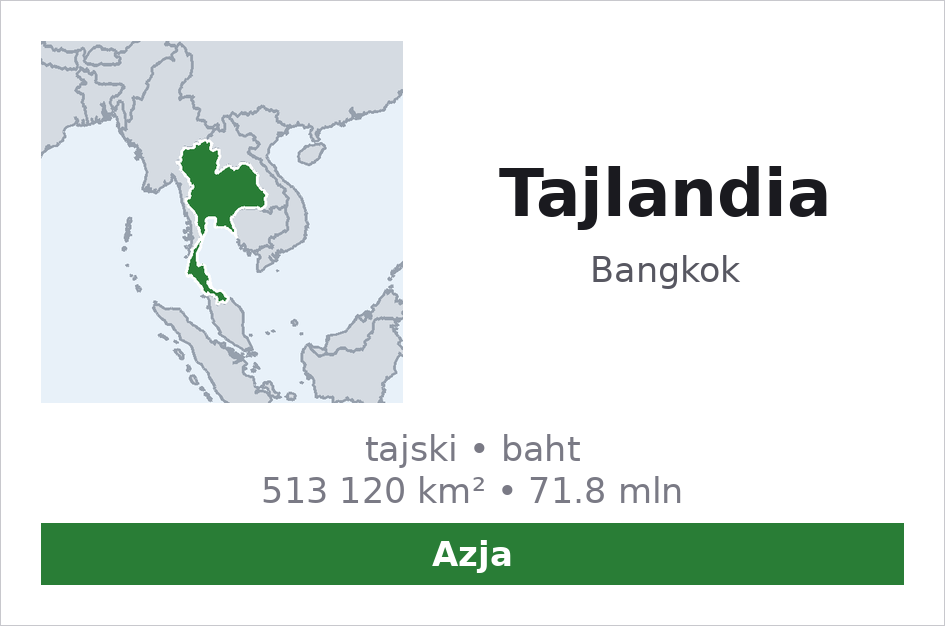 Tajlandia
Bangkok
tajski • baht
513 120 km² • 71.8 mln
Azja